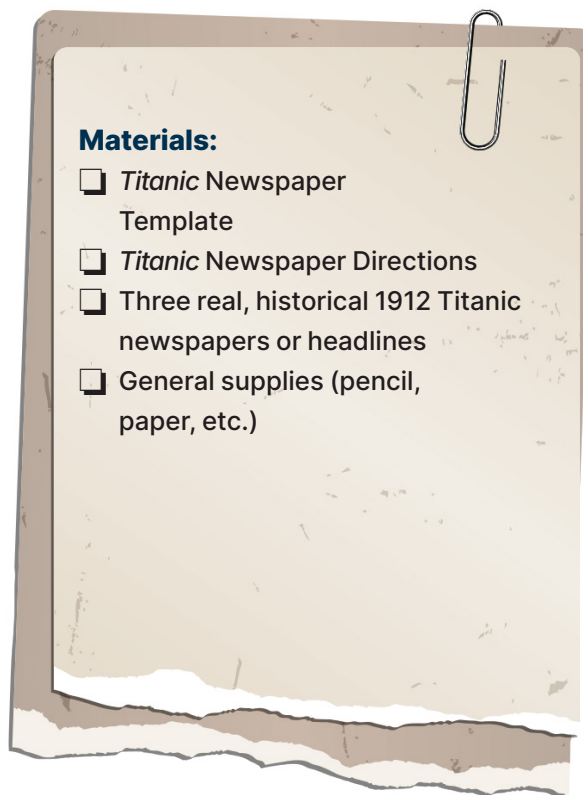 Materials:
❏ Titanic Newspaper
Template
❏ Titanic Newspaper Directions
❏ Three real, historical 1912 Titanic
newspapers or headlines
❏ General supplies (pencil,
paper, etc.)